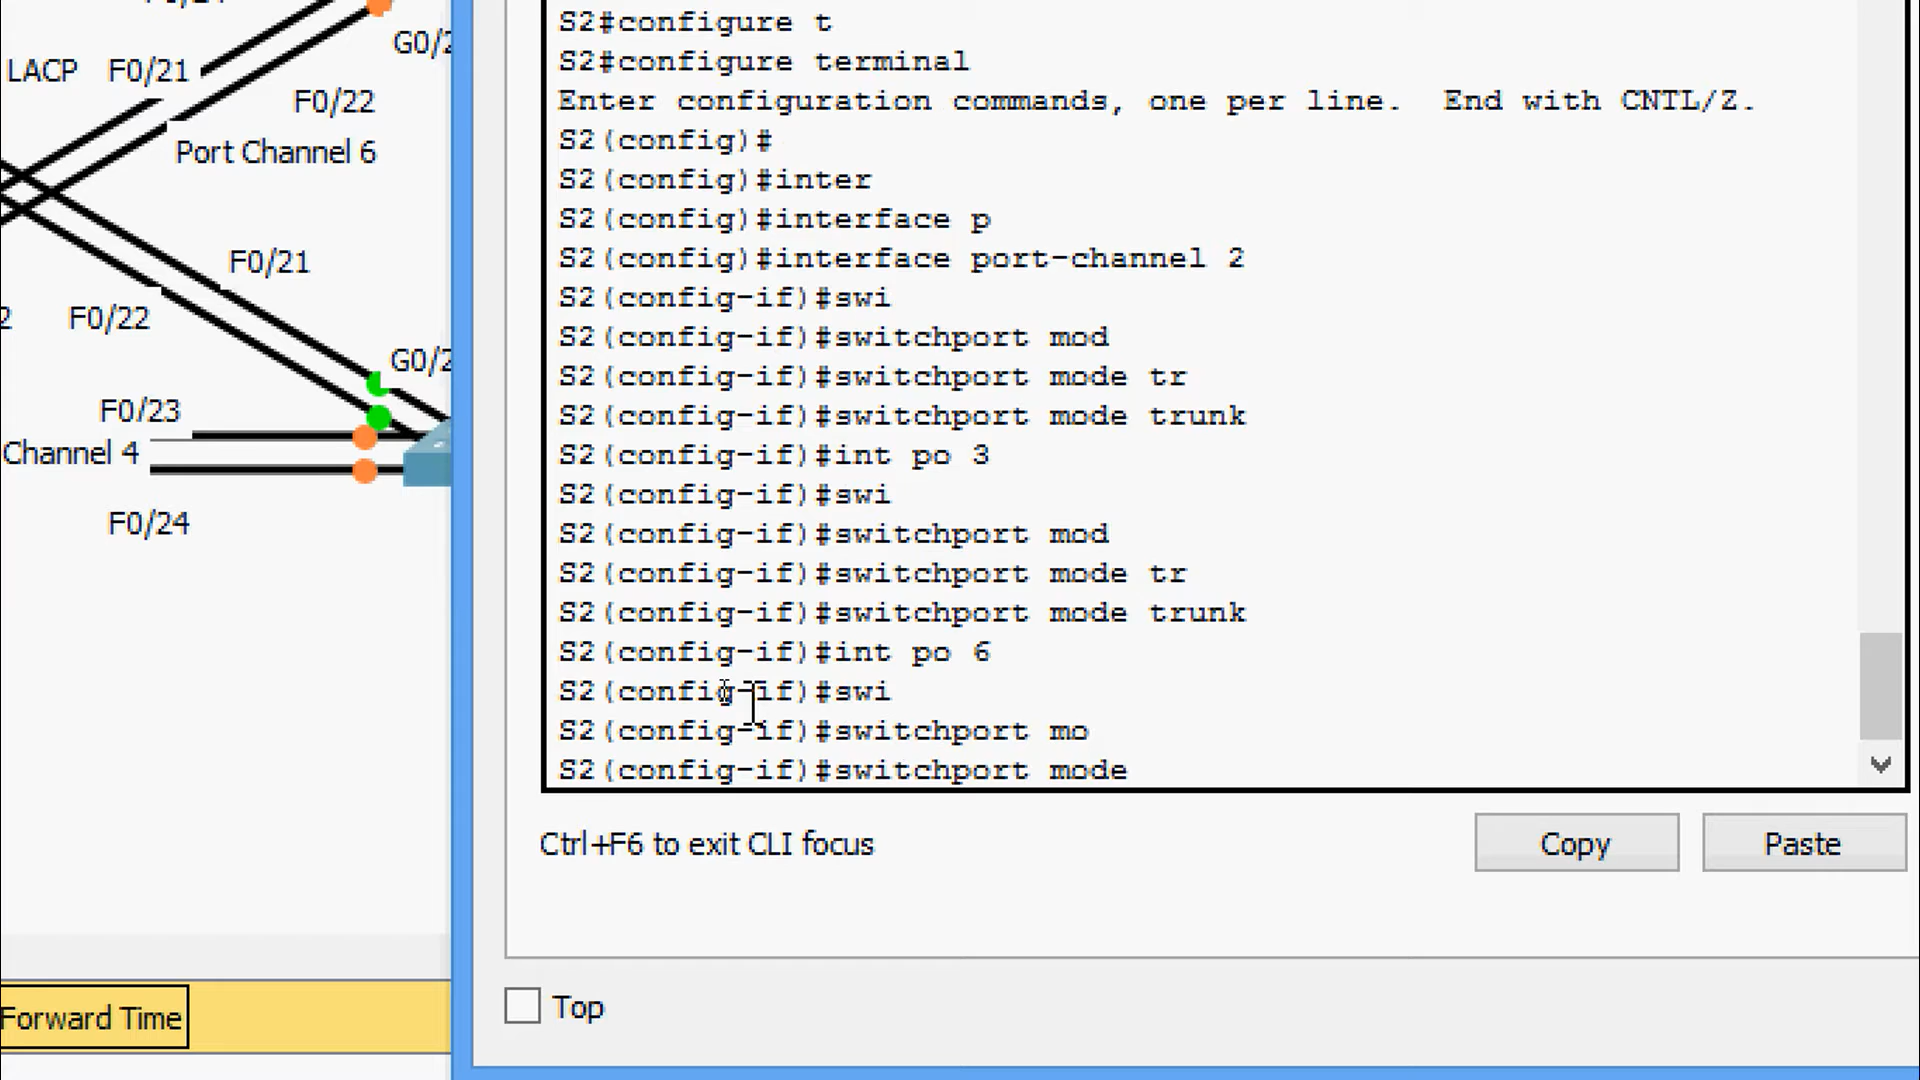 S2#configure t
S2#configure terminal
Enter configuration commands, one per line.  End with CNTL/Z.
S2(config)#
S2(config)#inter
S2(config)#interface p
S2(config)#interface port-channel 2
S2(config-if)#swi
S2(config-if)#switchport mod
S2(config-if)#switchport mode tr
S2(config-if)#switchport mode trunk
S2(config-if)#int po 3
S2(config-if)#swi
S2(config-if)#switchport mod
S2(config-if)#switchport mode tr
S2(config-if)#switchport mode trunk
S2(config-if)#int po 6
S2(config-if)#swi
S2(config-if)#switchport mo
S2(config-if)#switchport mode
Ctrl+F6 to exit CLI focus
Copy
Paste
Top
G0/2
LACP F0/21
F0/22
Port Channel 6
F0/21
2 F0/22
G0/2
F0/23
Channel 4
F0/24
Forward Time